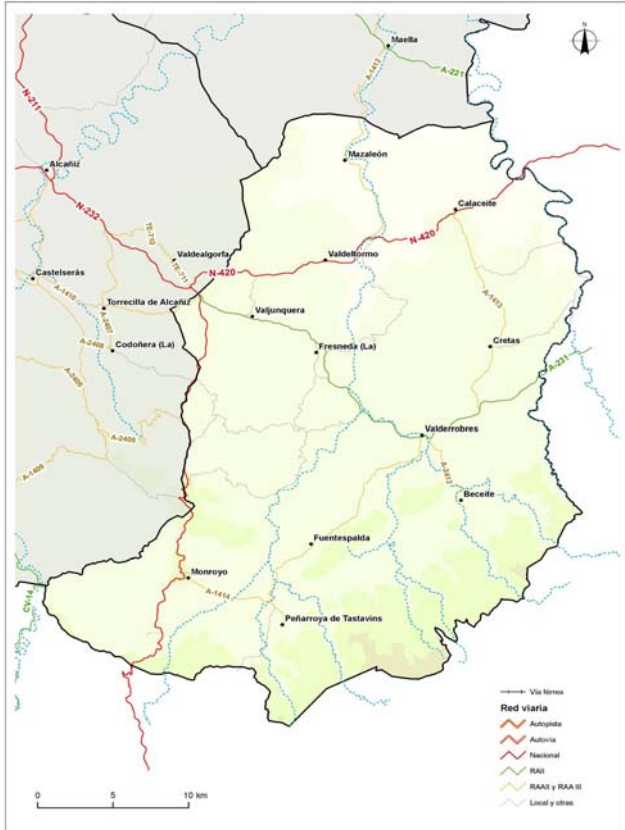 N
Maella
A-1412
A-221
N-211
Mazaleón
Alcañiz
Calaceite
N-232
TE-710
N-420
Valdealgorfa
Valdeltormo
TE-711
N-420
Castelserás
A-1410
Torrecilla de Alcañiz
Valjunquera
A-1413
A-2407
A-2408
Codoñera (La)
Fresneda (La)
Cretas
A-231
A-2409
Valderrobres
A-1409
A-2412
Beceite
Fuentespalda
CV-14
Monroyo
A-1414
Peñarroya de Tastavins
Vía férrea
Red viaria
Autopista
Autovía
Nacional
RAII
RAAII y RAA III
Local y otras
0 5 10 km